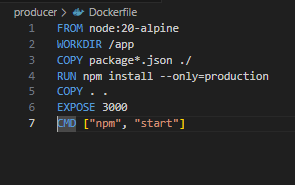 producer > Dockerfile
1 FROM node:20-alpine
2 WORKDIR /app
3 COPY package*.json ./
4 RUN npm install --only=production
5 COPY . .
6 EXPOSE 3000
7 CMD ["npm", "start"]